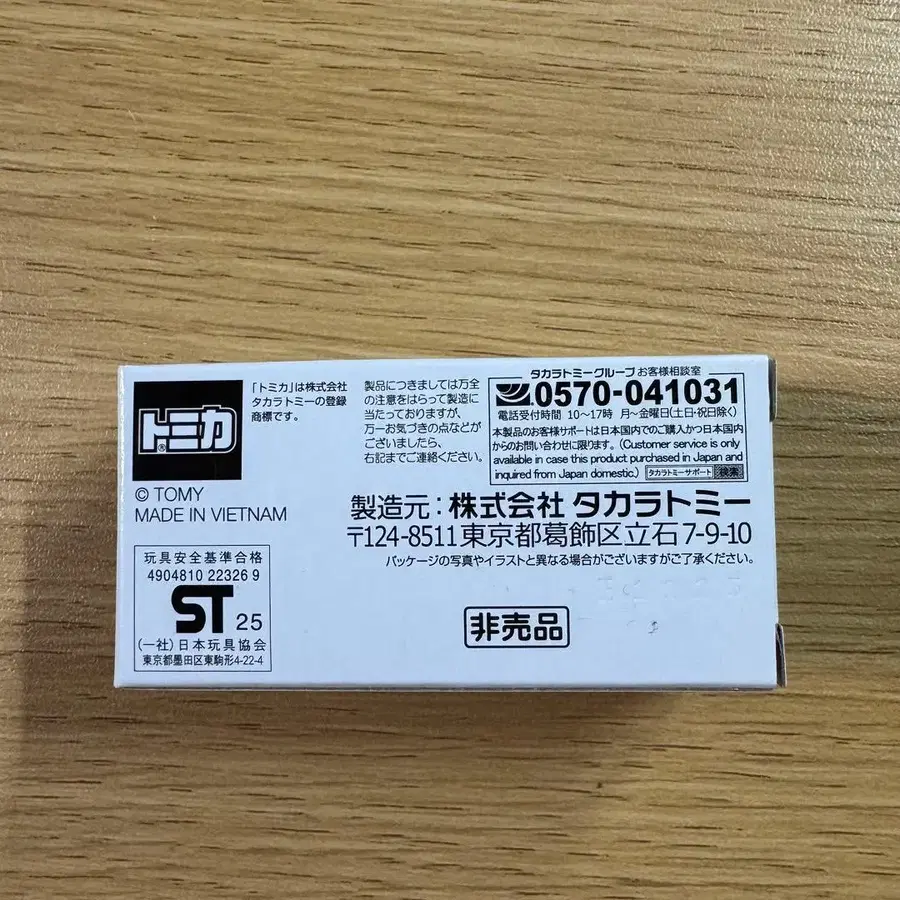 トミカ®
「トミカ」は株式会社
タカラトミーの登録
商標です。
© TOMY
MADE IN VIETNAM
製品につきましては万全
の注意をはらって製造に
当たっておりますが、
万一お気づきの点などが
ございましたら、
右記までご連絡ください。
タカラトミーグループ お客様相談室
0570-041031
電話受付時間 10〜17時 月〜金曜日(土日・祝日除く)
本製品のお客様サポートは日本国内でのご購入かつ日本国内
からのお問い合わせに限ります。(Customer service is only
available in case this product purchased in Japan and
inquired from Japan domestic.) タカラトミーサポート 検索
製造元:株式会社 タカラトミー
〒124-8511 東京都葛飾区立石7-9-10
パッケージの写真やイラストと異なる場合がございますがご了承ください。
玩具安全基準合格
4904810 22326 9
ST 25
(一社)日本玩具協会
東京都墨田区東駒形4-22-4
非売品